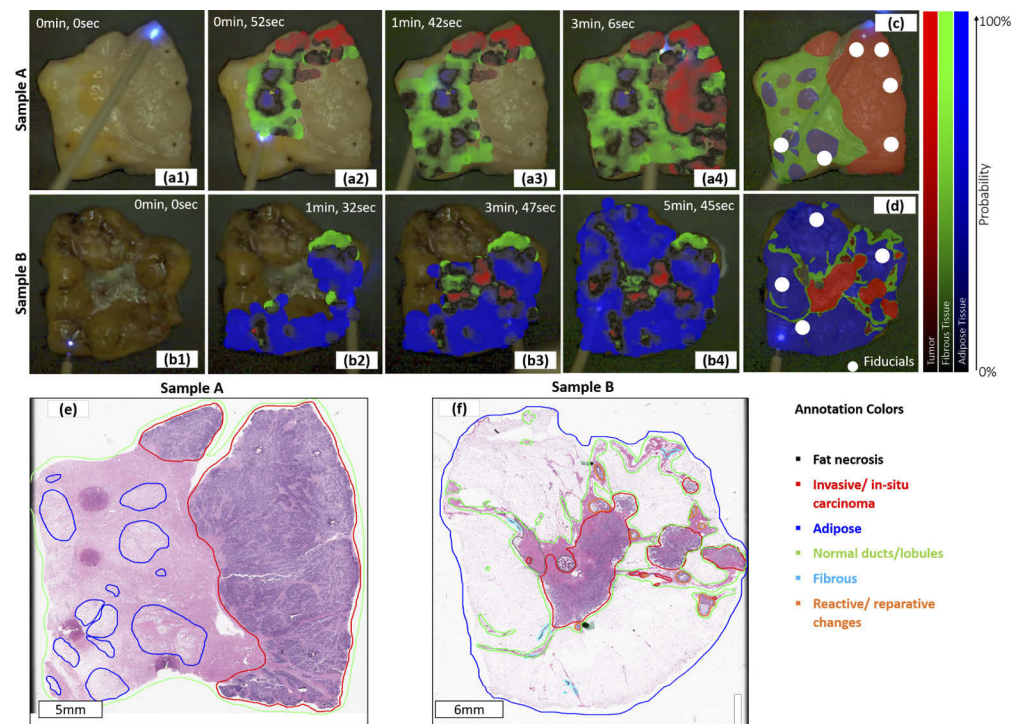 Sample A
0min, 0sec
(a1)
0min, 52sec
(a2)
1min, 42sec
(a3)
3min, 6sec
(a4)
(c)
Sample B
0min, 0sec
(b1)
1min, 32sec
(b2)
3min, 47sec
(b3)
5min, 45sec
(b4)
(d)
Fiducials
Tumor
Fibrous Tissue
Adipose Tissue
100%
Probability
0%
Sample A
(e)
5mm
Sample B
(f)
6mm
Annotation Colors
Fat necrosis
Invasive/ in-situ
carcinoma
Adipose
Normal ducts/lobules
Fibrous
Reactive/ reparative
changes